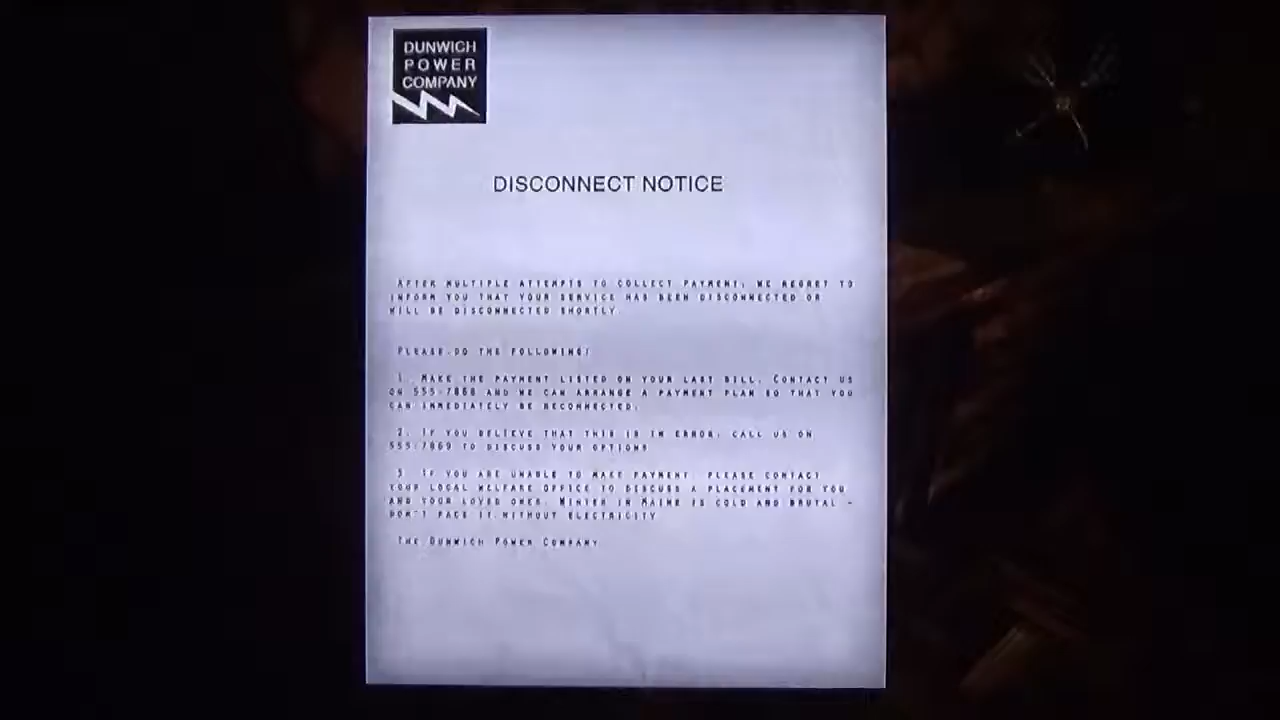 DUNWICH
POWER
COMPANY
DISCONNECT NOTICE
AFTER MULTIPLE ATTEMPTS TO COLLECT PAYMENT, WE REGRET TO
INFORM YOU THAT YOUR SERVICE HAS BEEN DISCONNECTED OR
WILL BE DISCONNECTED SHORTLY.
PLEASE DO THE FOLLOWING:
1. MAKE THE PAYMENT LISTED ON YOUR LAST BILL. CONTACT US
ON 555-7868 AND WE CAN ARRANGE A PAYMENT PLAN SO THAT YOU
CAN IMMEDIATELY BE RECONNECTED.
2. IF YOU BELIEVE THAT THIS IS IN ERROR, CALL US ON
555-7869 TO DISCUSS YOUR OPTIONS
3. IF YOU ARE UNABLE TO MAKE PAYMENT, PLEASE CONTACT
YOUR LOCAL WELFARE OFFICE TO DISCUSS A PLACEMENT FOR YOU
AND YOUR LOVED ONES. WINTER IN MAINE IS COLD AND BRUTAL -
DON'T FACE IT WITHOUT ELECTRICITY
THE DUNWICH POWER COMPANY